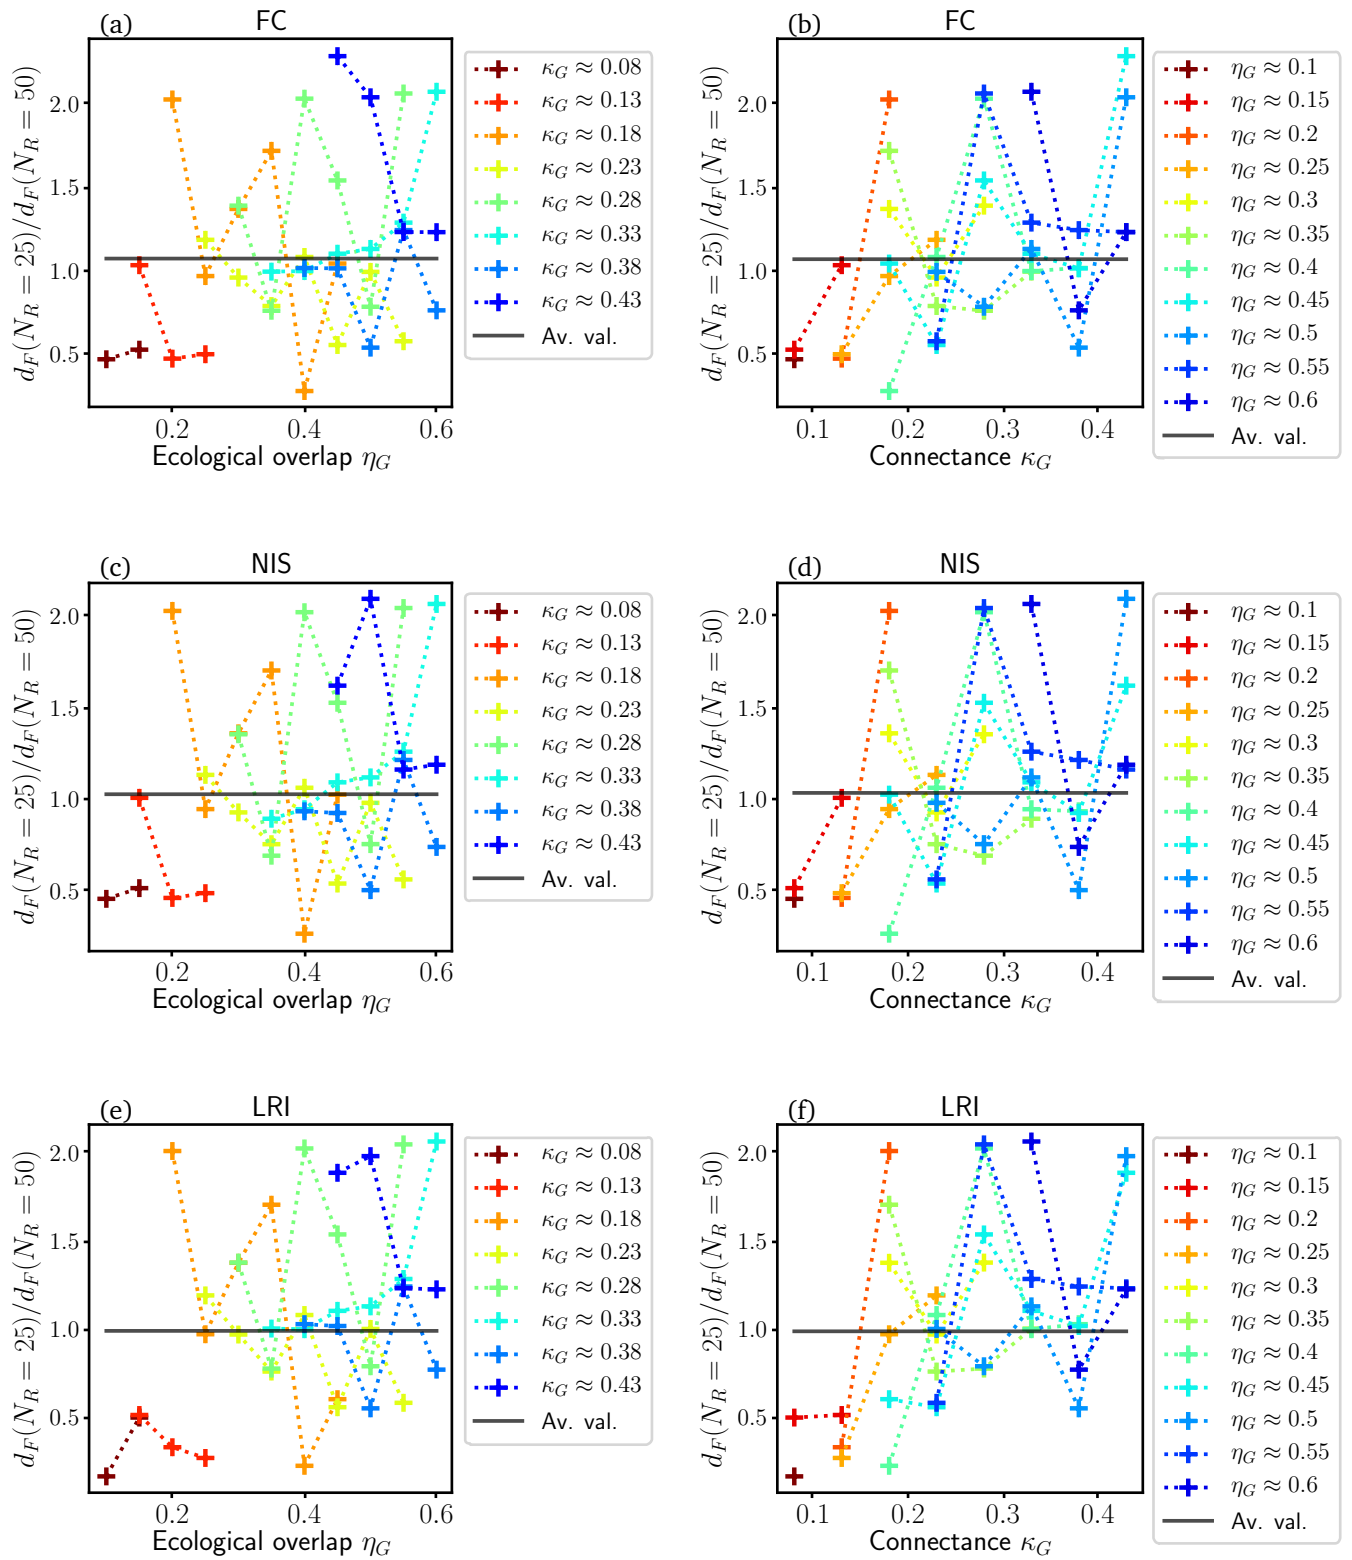 (a) FC
d_F(N_R = 25)/d_F(N_R = 50)
2.0
1.5
1.0
0.5
0.2 0.4 0.6
Ecological overlap η_G
κ_G ≈ 0.08
κ_G ≈ 0.13
κ_G ≈ 0.18
κ_G ≈ 0.23
κ_G ≈ 0.28
κ_G ≈ 0.33
κ_G ≈ 0.38
κ_G ≈ 0.43
Av. val.
(b) FC
d_F(N_R = 25)/d_F(N_R = 50)
2.0
1.5
1.0
0.5
0.1 0.2 0.3 0.4
Connectance κ_G
η_G ≈ 0.1
η_G ≈ 0.15
η_G ≈ 0.2
η_G ≈ 0.25
η_G ≈ 0.3
η_G ≈ 0.35
η_G ≈ 0.4
η_G ≈ 0.45
η_G ≈ 0.5
η_G ≈ 0.55
η_G ≈ 0.6
Av. val.
(c) NIS
d_F(N_R = 25)/d_F(N_R = 50)
2.0
1.5
1.0
0.5
0.2 0.4 0.6
Ecological overlap η_G
κ_G ≈ 0.08
κ_G ≈ 0.13
κ_G ≈ 0.18
κ_G ≈ 0.23
κ_G ≈ 0.28
κ_G ≈ 0.33
κ_G ≈ 0.38
κ_G ≈ 0.43
Av. val.
(d) NIS
d_F(N_R = 25)/d_F(N_R = 50)
2.0
1.5
1.0
0.5
0.1 0.2 0.3 0.4
Connectance κ_G
η_G ≈ 0.1
η_G ≈ 0.15
η_G ≈ 0.2
η_G ≈ 0.25
η_G ≈ 0.3
η_G ≈ 0.35
η_G ≈ 0.4
η_G ≈ 0.45
η_G ≈ 0.5
η_G ≈ 0.55
η_G ≈ 0.6
Av. val.
(e) LRI
d_F(N_R = 25)/d_F(N_R = 50)
2.0
1.5
1.0
0.5
0.2 0.4 0.6
Ecological overlap η_G
κ_G ≈ 0.08
κ_G ≈ 0.13
κ_G ≈ 0.18
κ_G ≈ 0.23
κ_G ≈ 0.28
κ_G ≈ 0.33
κ_G ≈ 0.38
κ_G ≈ 0.43
Av. val.
(f) LRI
d_F(N_R = 25)/d_F(N_R = 50)
2.0
1.5
1.0
0.5
0.1 0.2 0.3 0.4
Connectance κ_G
η_G ≈ 0.1
η_G ≈ 0.15
η_G ≈ 0.2
η_G ≈ 0.25
η_G ≈ 0.3
η_G ≈ 0.35
η_G ≈ 0.4
η_G ≈ 0.45
η_G ≈ 0.5
η_G ≈ 0.55
η_G ≈ 0.6
Av. val.